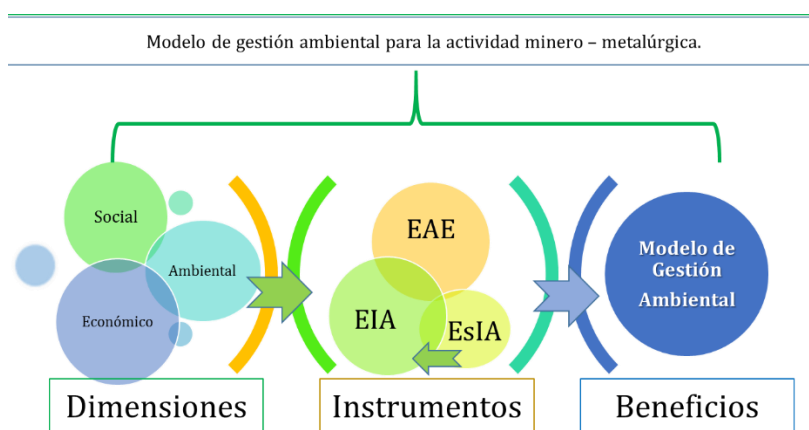 Modelo de gestión ambiental para la actividad minero – metalúrgica.
Social
Ambiental
Económico
EAE
EIA
EsIA
Modelo de
Gestión
Ambiental
Dimensiones
Instrumentos
Beneficios